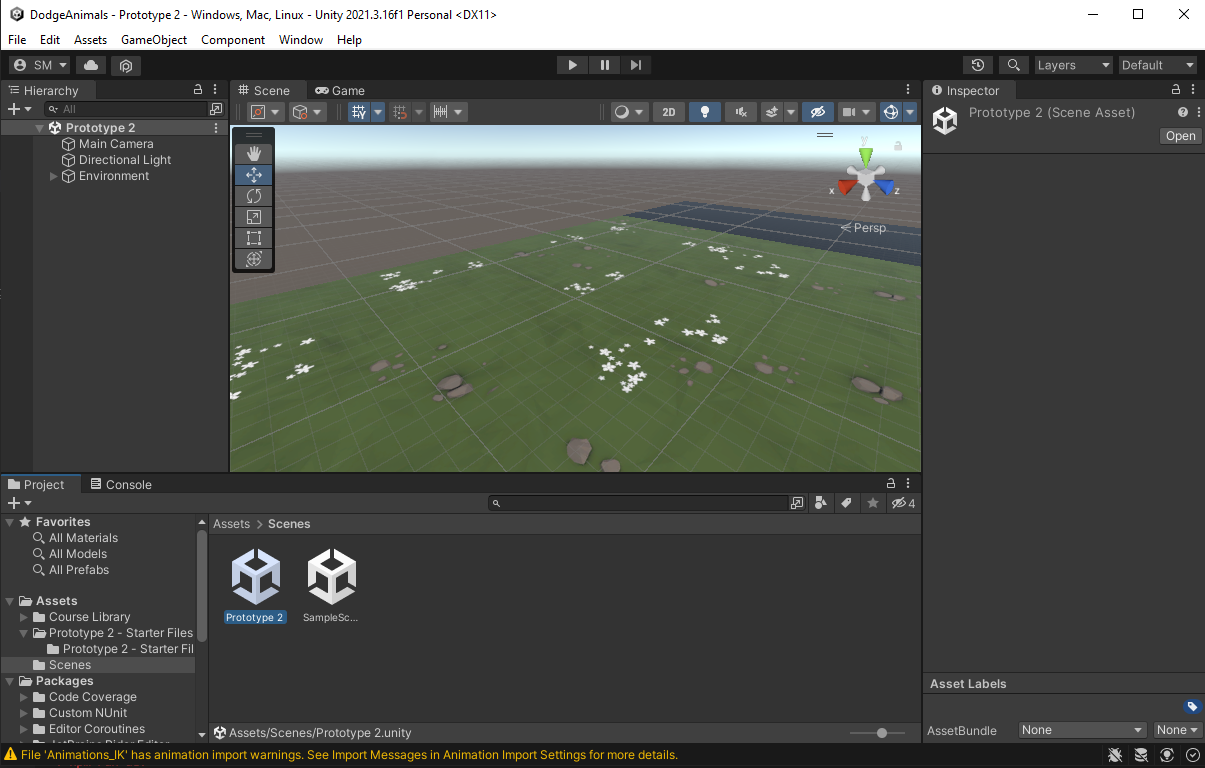 DodgeAnimals - Prototype 2 - Windows, Mac, Linux - Unity 2021.3.16f1 Personal <DX11>
File Edit Assets GameObject Component Window Help
SM Layers Default
Hierarchy
All
Prototype 2
Main Camera
Directional Light
Environment
Scene Game
2D
y
x
z
Persp
Inspector
Prototype 2 (Scene Asset)
Open
Project Console
4
Favorites
All Materials
All Models
All Prefabs
Assets
Course Library
Prototype 2 - Starter Files
Prototype 2 - Starter Fil
Scenes
Packages
Code Coverage
Custom NUnit
Editor Coroutines
Assets > Scenes
Prototype 2 SampleSc...
Assets/Scenes/Prototype 2.unity
Asset Labels
AssetBundle None None
File 'Animations_IK' has animation import warnings. See Import Messages in Animation Import Settings for more details.